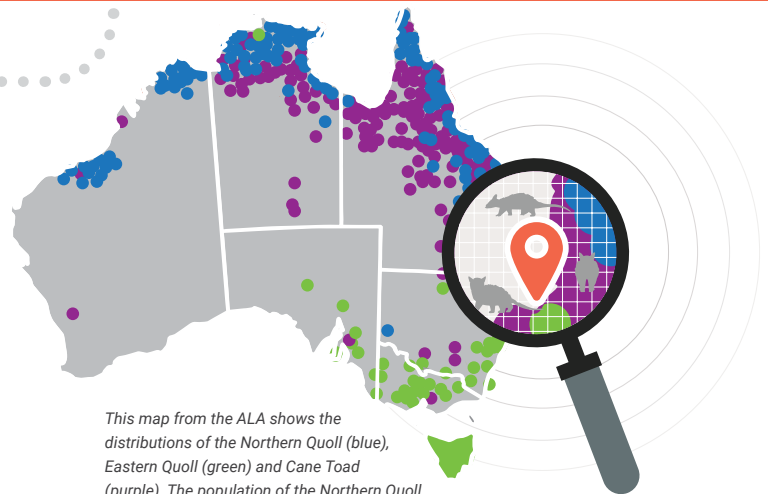 This map from the ALA shows the
distributions of the Northern Quoll (blue),
Eastern Quoll (green) and Cane Toad
(purple). The population of the Northern Quoll